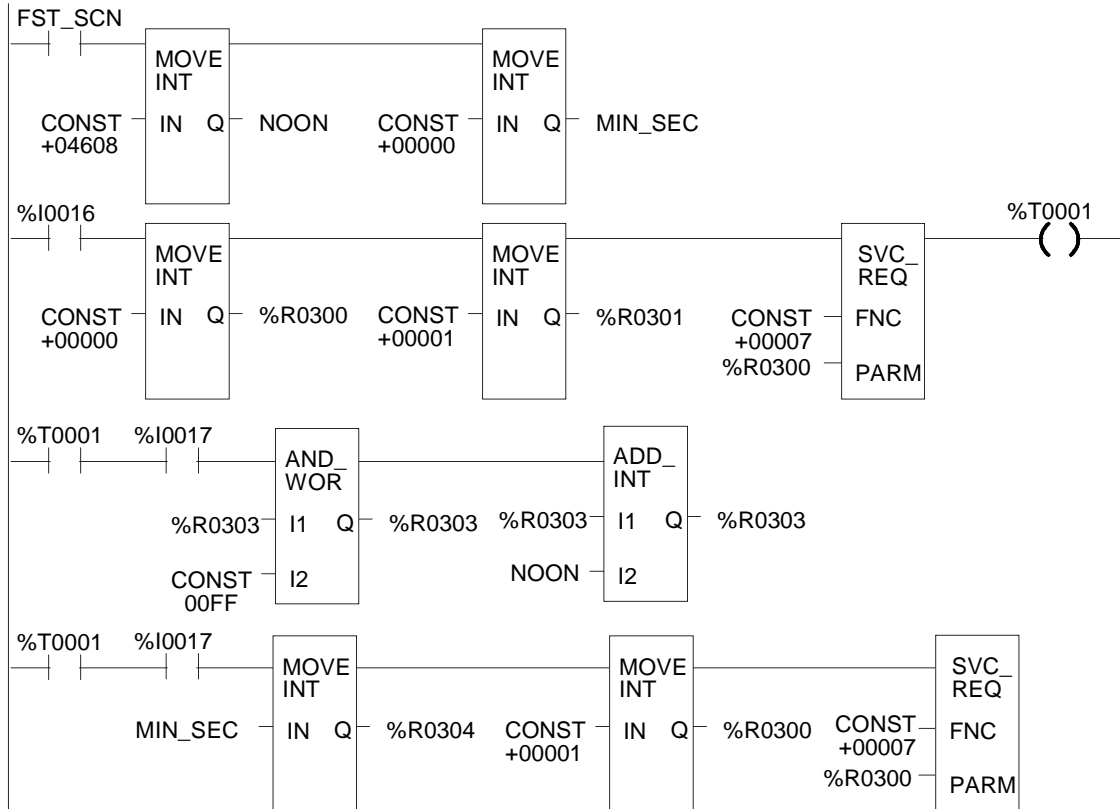 FST_SCN
MOVE
INT
MOVE
INT
CONST
+04608
IN Q
NOON
CONST
+00000
IN Q
MIN_SEC
%I0016
%T0001
MOVE
INT
MOVE
INT
SVC_
REQ
CONST
+00000
IN Q
%R0300
CONST
+00001
IN Q
%R0301
CONST
+00007
FNC
%R0300
PARM
%T0001
%I0017
AND_
WOR
ADD_
INT
%R0303
I1 Q
%R0303
%R0303
I1 Q
%R0303
CONST
00FF
I2
NOON
I2
%T0001
%I0017
MOVE
INT
MOVE
INT
SVC_
REQ
MIN_SEC
IN Q
%R0304
CONST
+00001
IN Q
%R0300
CONST
+00007
FNC
%R0300
PARM